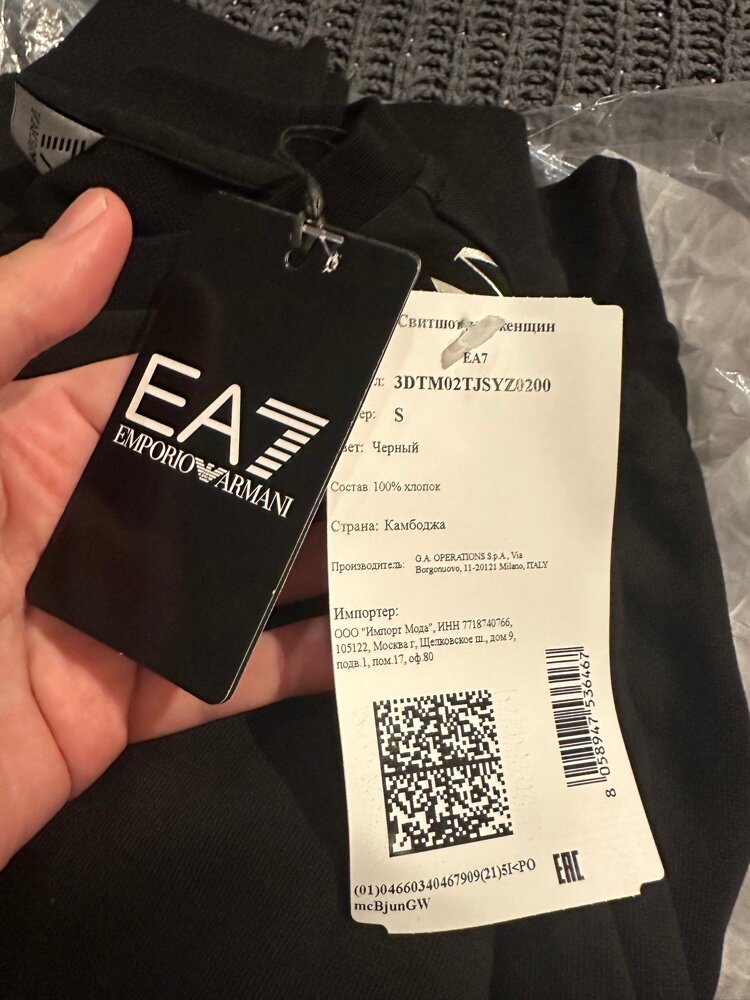 EA7
EMPORIO ARMANI
Свитшот женщин
EA7
3DTM02TJSYZ0200
S
Черный
Состав 100% хлопок
Страна: Камбоджа
Производитель: G.A. OPERATIONS S.p.A., Via
Borgonuovo, 11-20121 Milano, ITALY
Импортер:
ООО "Импорт Мода", ИНН 7718740766,
105122, Москва г, Щелковское ш., дом 9,
подв.1, пом.17, оф.80
8 058947 536467
(01)04660340467909(21)5I<PO
mcBjunGW
EAC